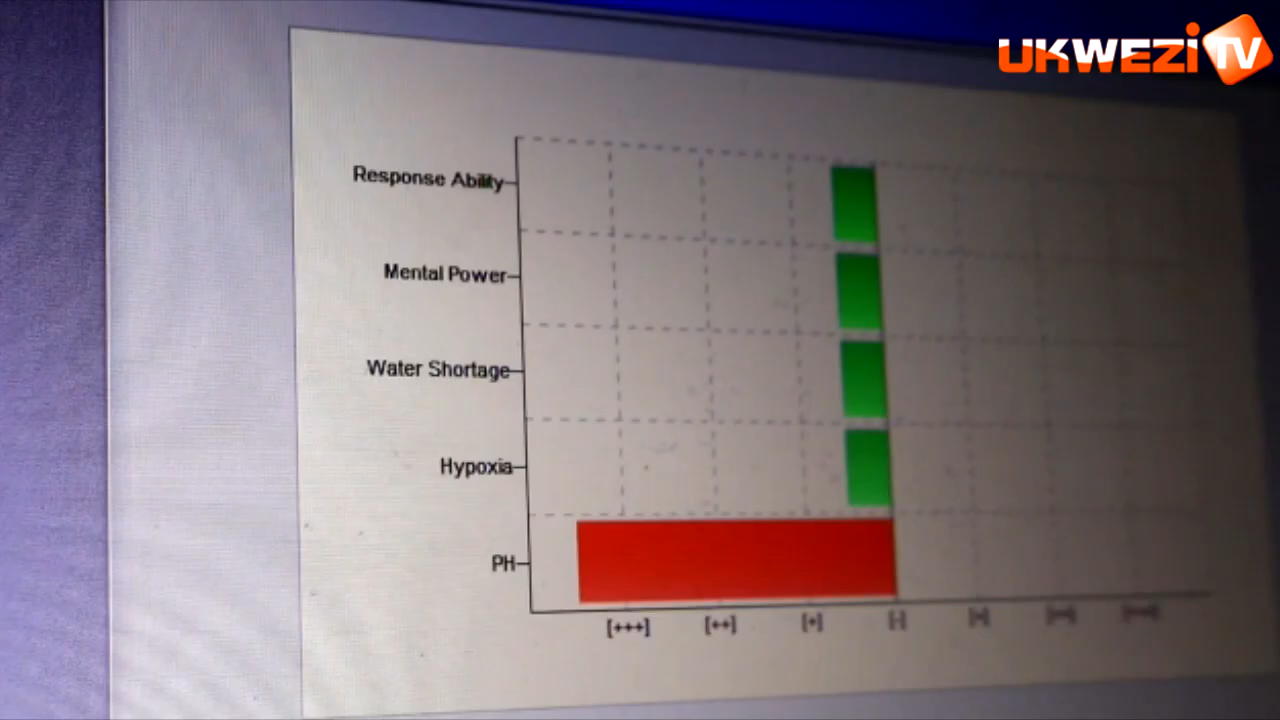 UKWEZI TV
Response Ability
Mental Power
Water Shortage
Hypoxia
PH
[+++] [++] [+] [-]